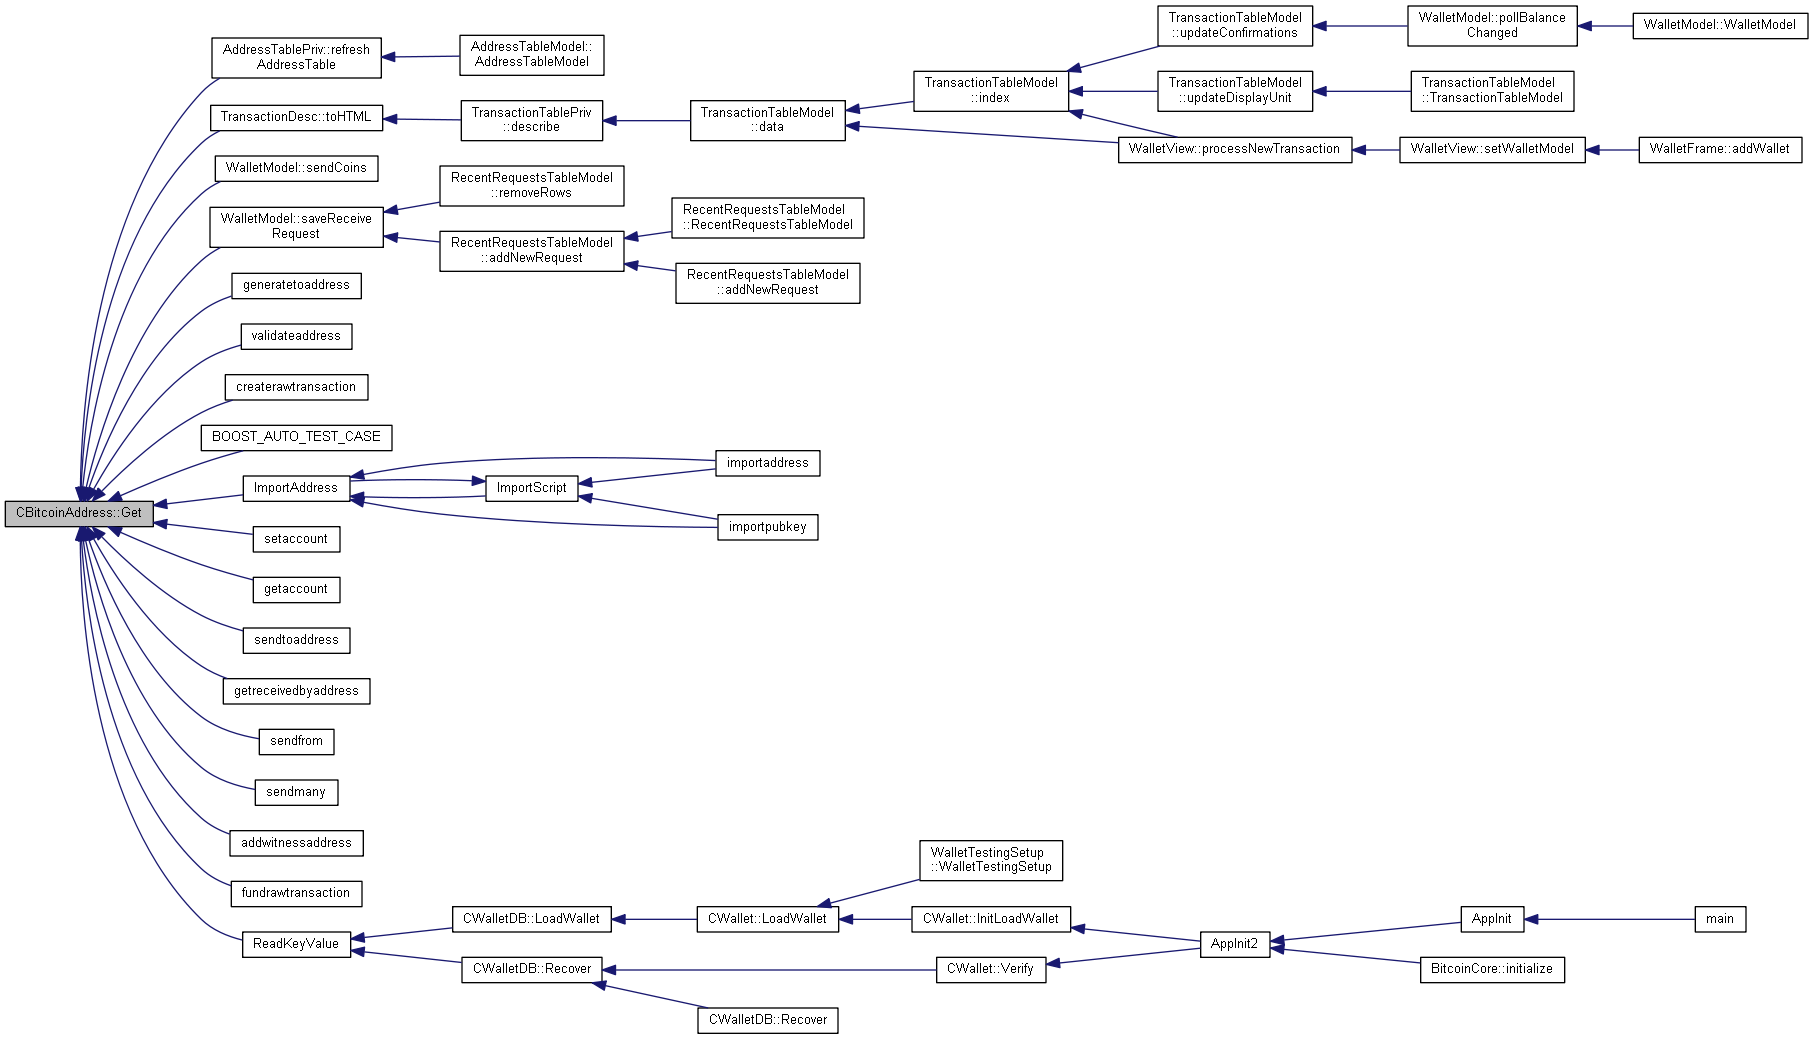 CBitcoinAddress::Get
AddressTablePriv::refresh
AddressTable
AddressTableModel::
AddressTableModel
TransactionDesc::toHTML
TransactionTablePriv
::describe
TransactionTableModel
::data
TransactionTableModel
::index
TransactionTableModel
::updateConfirmations
WalletModel::pollBalance
Changed
WalletModel::WalletModel
TransactionTableModel
::updateDisplayUnit
TransactionTableModel
::TransactionTableModel
WalletView::processNewTransaction
WalletView::setWalletModel
WalletFrame::addWallet
WalletModel::sendCoins
WalletModel::saveReceive
Request
RecentRequestsTableModel
::removeRows
RecentRequestsTableModel
::addNewRequest
RecentRequestsTableModel
::RecentRequestsTableModel
RecentRequestsTableModel
::addNewRequest
generatetoaddress
validateaddress
createrawtransaction
BOOST_AUTO_TEST_CASE
ImportAddress
ImportScript
importaddress
importpubkey
setaccount
getaccount
sendtoaddress
getreceivedbyaddress
sendfrom
sendmany
addwitnessaddress
fundrawtransaction
ReadKeyValue
CWalletDB::LoadWallet
CWallet::LoadWallet
WalletTestingSetup
::WalletTestingSetup
CWallet::InitLoadWallet
CWalletDB::Recover
CWallet::Verify
CWalletDB::Recover
AppInit2
AppInit
main
BitcoinCore::initialize